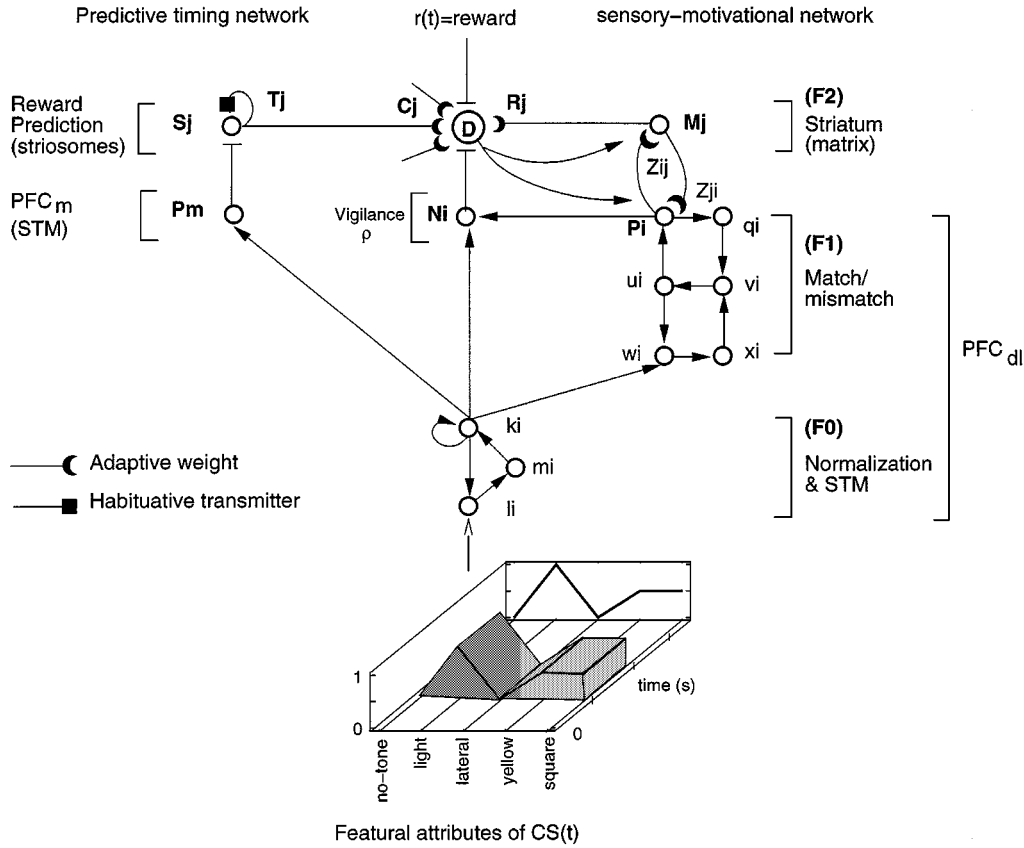 Predictive timing network
r(t)=reward
sensory−motivational network
Reward
Prediction
(striosomes)
Sj
Tj
Cj
D
Rj
Mj
(F2)
Striatum
(matrix)
PFCm
(STM)
Pm
Vigilance
ρ
Ni
Zij
Zji
Pi
qi
(F1)
Match/
mismatch
ui
vi
wi
xi
PFC dl
ki
mi
li
(F0)
Normalization
& STM
Adaptive weight
Habituative transmitter
1
0
time (s)
0
no−tone
light
lateral
yellow
square
Featural attributes of CS(t)